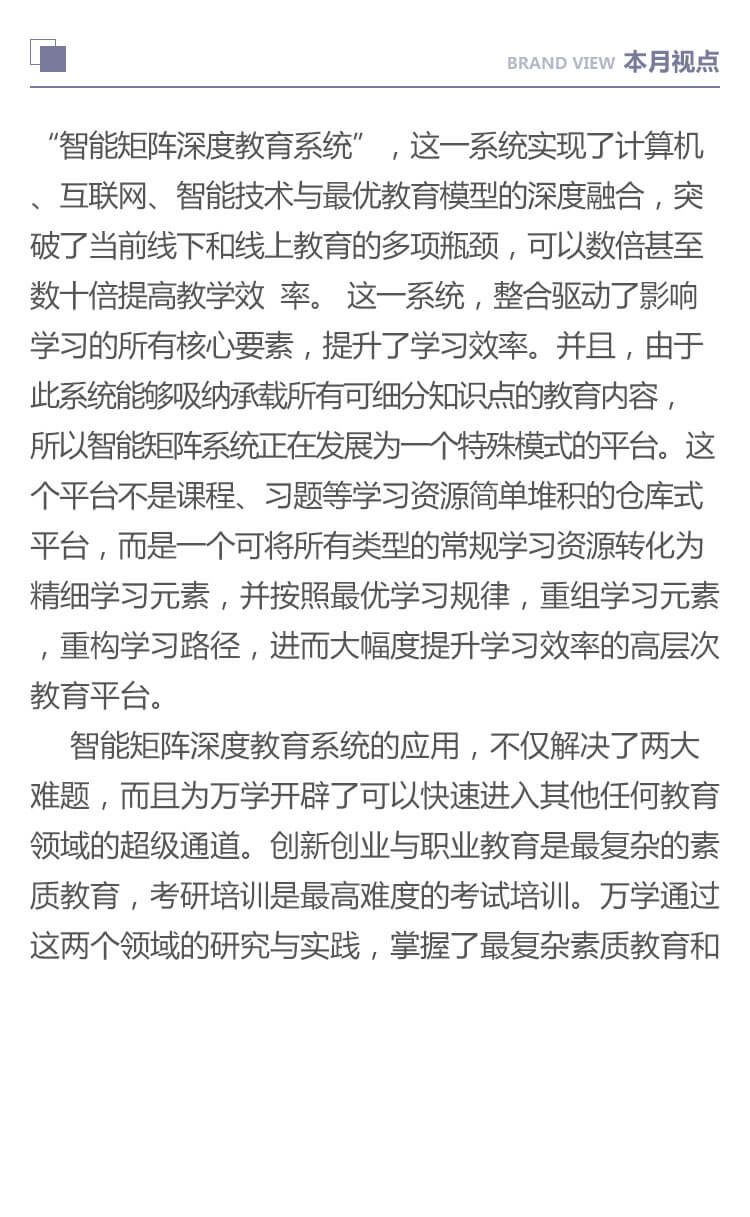 BRAND VIEW 本月视点
“智能矩阵深度教育系统”，这一系统实现了计算机
、互联网、智能技术与最优教育模型的深度融合，突
破了当前线下和线上教育的多项瓶颈，可以数倍甚至
数十倍提高教学效 率。 这一系统，整合驱动了影响
学习的所有核心要素，提升了学习效率。并且，由于
此系统能够吸纳承载所有可细分知识点的教育内容，
所以智能矩阵系统正在发展为一个特殊模式的平台。这
个平台不是课程、习题等学习资源简单堆积的仓库式
平台，而是一个可将所有类型的常规学习资源转化为
精细学习元素，并按照最优学习规律，重组学习元素
，重构学习路径，进而大幅度提升学习效率的高层次
教育平台。
智能矩阵深度教育系统的应用，不仅解决了两大
难题，而且为万学开辟了可以快速进入其他任何教育
领域的超级通道。创新创业与职业教育是最复杂的素
质教育，考研培训是最高难度的考试培训。万学通过
这两个领域的研究与实践，掌握了最复杂素质教育和